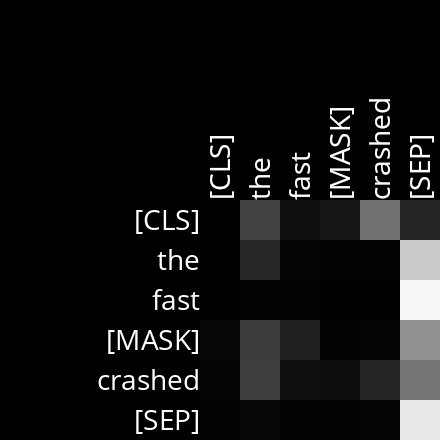 [CLS] the fast [MASK] crashed [SEP]
[CLS]
the
fast
[MASK]
crashed
[SEP]